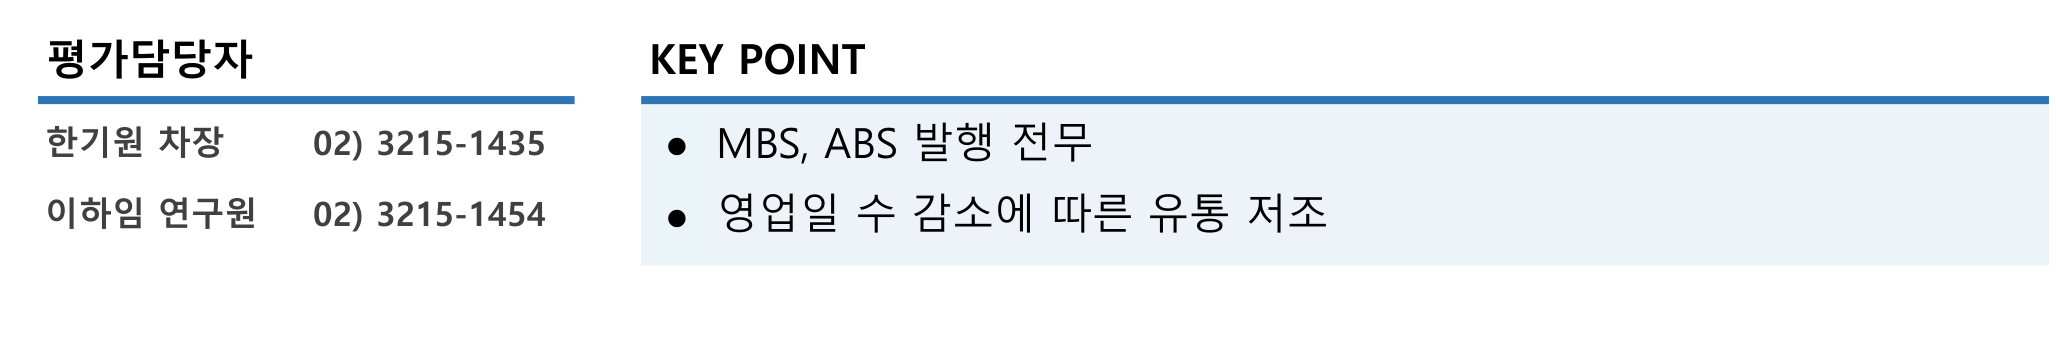 평가담당자
한기원 차장 02) 3215-1435
이하임 연구원 02) 3215-1454
KEY POINT
● MBS, ABS 발행 전무
● 영업일 수 감소에 따른 유통 저조